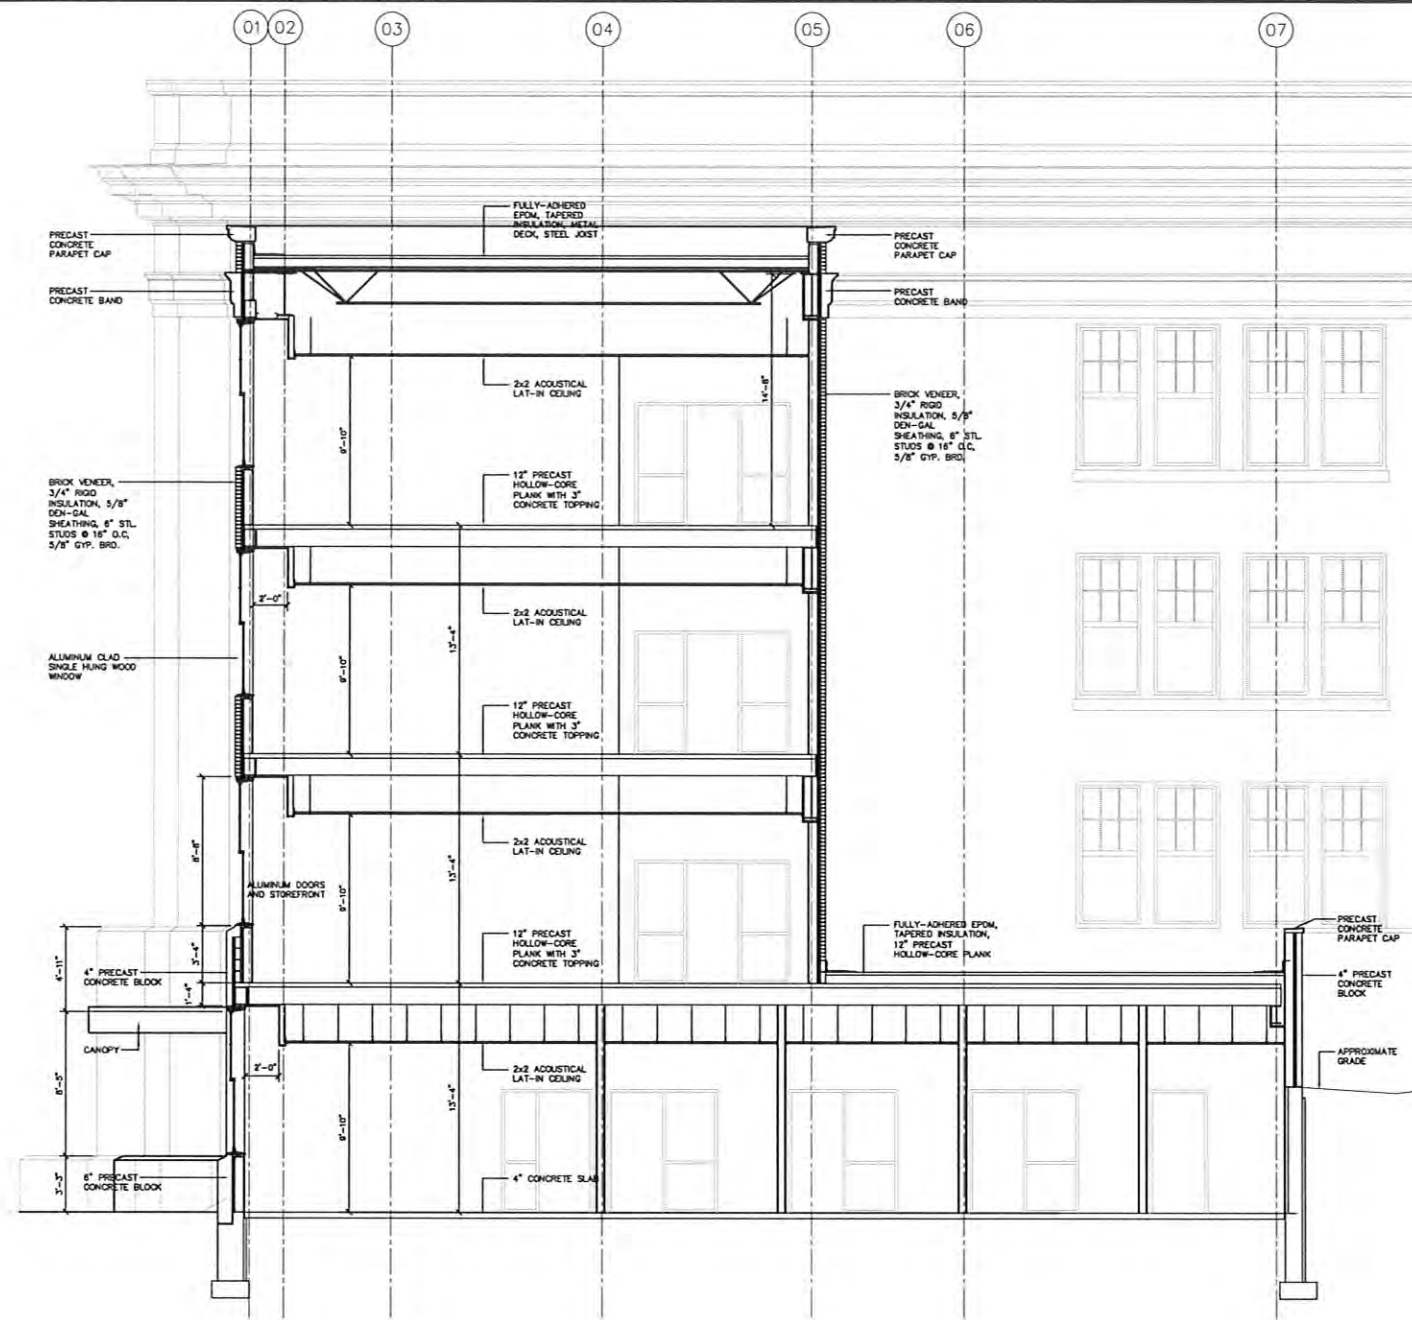 01 02 03 04 05 06 07
FULLY-ADHERED
EPDM, TAPERED
INSULATION, METAL
DECK, STEEL JOIST
PRECAST
CONCRETE
PARAPET CAP
PRECAST
CONCRETE
PARAPET CAP
PRECAST
CONCRETE BAND
PRECAST
CONCRETE BAND
2x2 ACOUSTICAL
LAT-IN CEILING
14'-8"
9'-10"
BRICK VENEER,
3/4" RIGID
INSULATION, 5/8"
DEN-GAL
SHEATHING, 6" STL.
STUDS @ 16" O.C,
5/8" GYP. BRD.
12" PRECAST
HOLLOW-CORE
PLANK WITH 3"
CONCRETE TOPPING
BRICK VENEER,
3/4" RIGID
INSULATION, 5/8"
DEN-GAL
SHEATHING, 6" STL.
STUDS @ 16" O.C,
5/8" GYP. BRD.
2'-0"
2x2 ACOUSTICAL
LAT-IN CEILING
13'-4"
9'-10"
ALUMINUM CLAD
SINGLE HUNG WOOD
WINDOW
12" PRECAST
HOLLOW-CORE
PLANK WITH 3"
CONCRETE TOPPING
8'-8"
2x2 ACOUSTICAL
LAT-IN CEILING
13'-4"
9'-10"
ALUMINUM DOORS
AND STOREFRONT
12" PRECAST
HOLLOW-CORE
PLANK WITH 3"
CONCRETE TOPPING
FULLY-ADHERED EPDM,
TAPERED INSULATION,
12" PRECAST
HOLLOW-CORE PLANK
PRECAST
CONCRETE
PARAPET CAP
4'-11"
3'-4"
4" PRECAST
CONCRETE BLOCK
1'-4"
4" PRECAST
CONCRETE
BLOCK
CANOPY
2'-0"
2x2 ACOUSTICAL
LAT-IN CEILING
APPROXIMATE
GRADE
8'-5"
13'-4"
9'-10"
3'-3"
6" PRECAST
CONCRETE BLOCK
4" CONCRETE SLAB